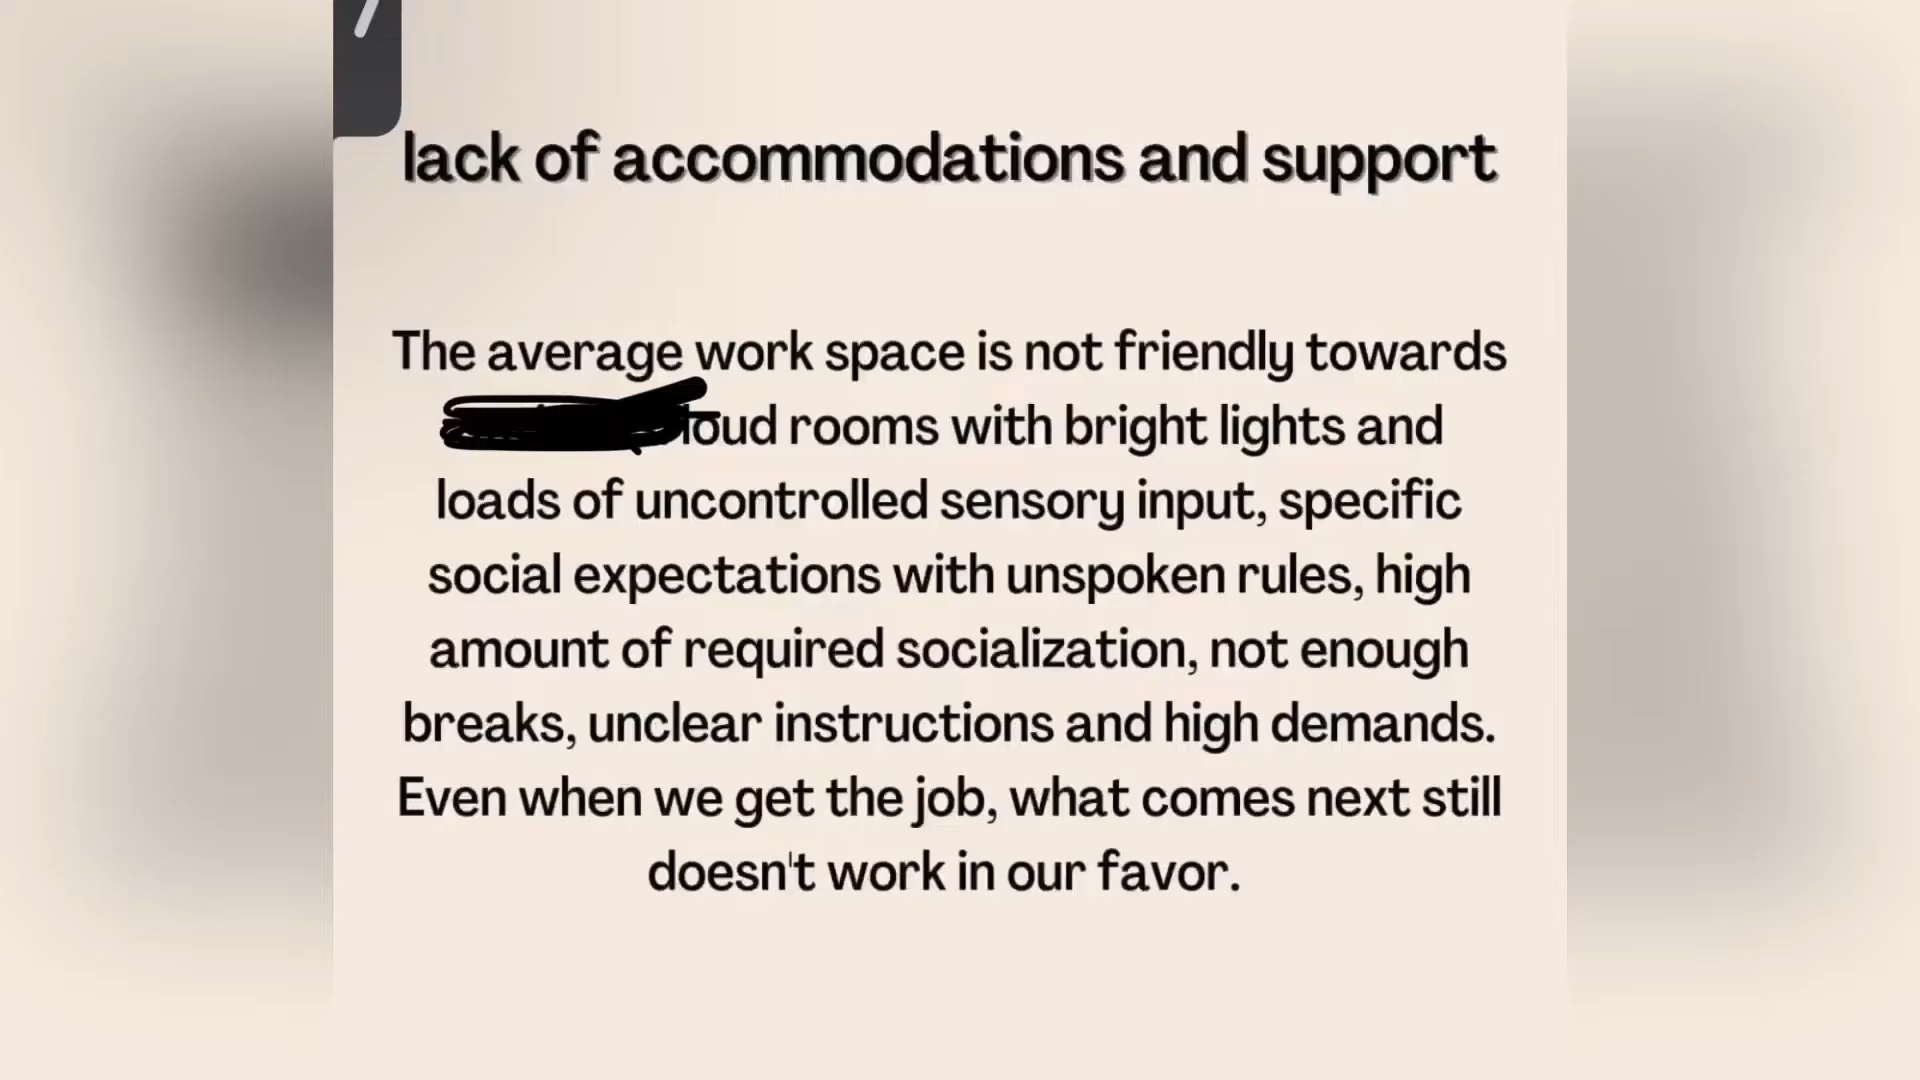 lack of accommodations and support
The average work space is not friendly towards
loud rooms with bright lights and
loads of uncontrolled sensory input, specific
social expectations with unspoken rules, high
amount of required socialization, not enough
breaks, unclear instructions and high demands.
Even when we get the job, what comes next still
doesn't work in our favor.